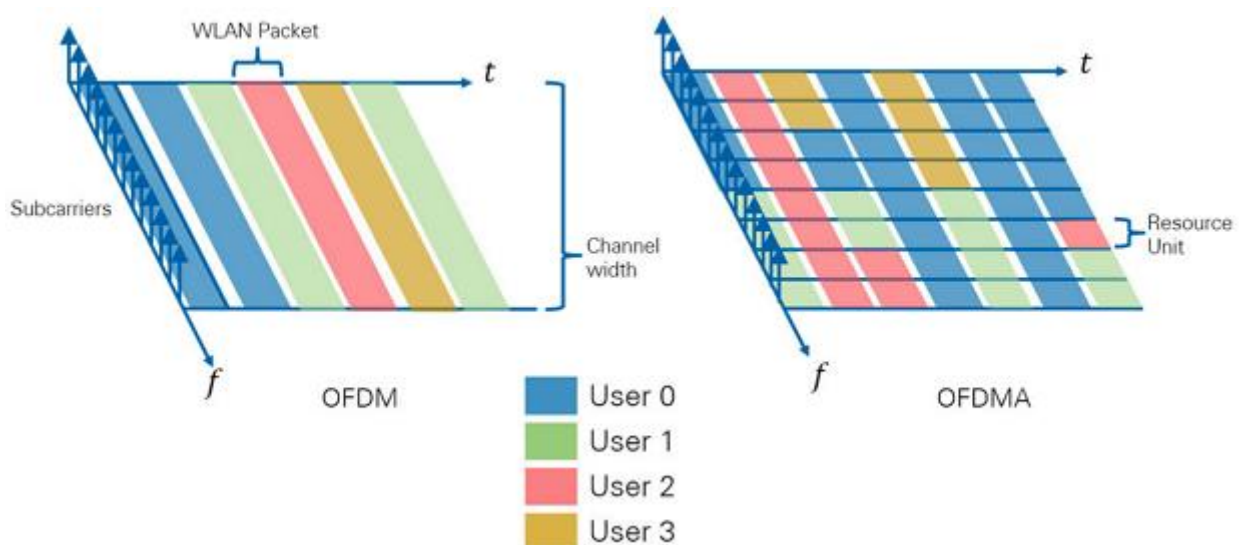 WLAN Packet
t
Subcarriers
Channel
width
f
OFDM
t
Resource
Unit
f
OFDMA
User 0
User 1
User 2
User 3